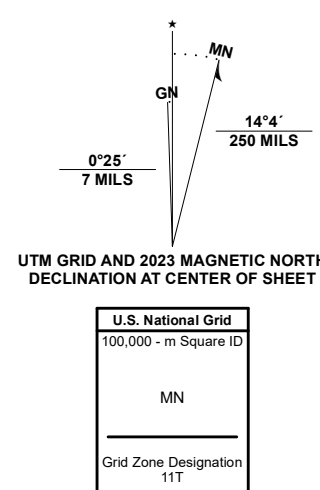 ★
MN
GN
14°4´
250 MILS
0°25´
7 MILS
UTM GRID AND 2023 MAGNETIC NORTH
DECLINATION AT CENTER OF SHEET
U.S. National Grid
100,000 - m Square ID
MN
Grid Zone Designation
11T